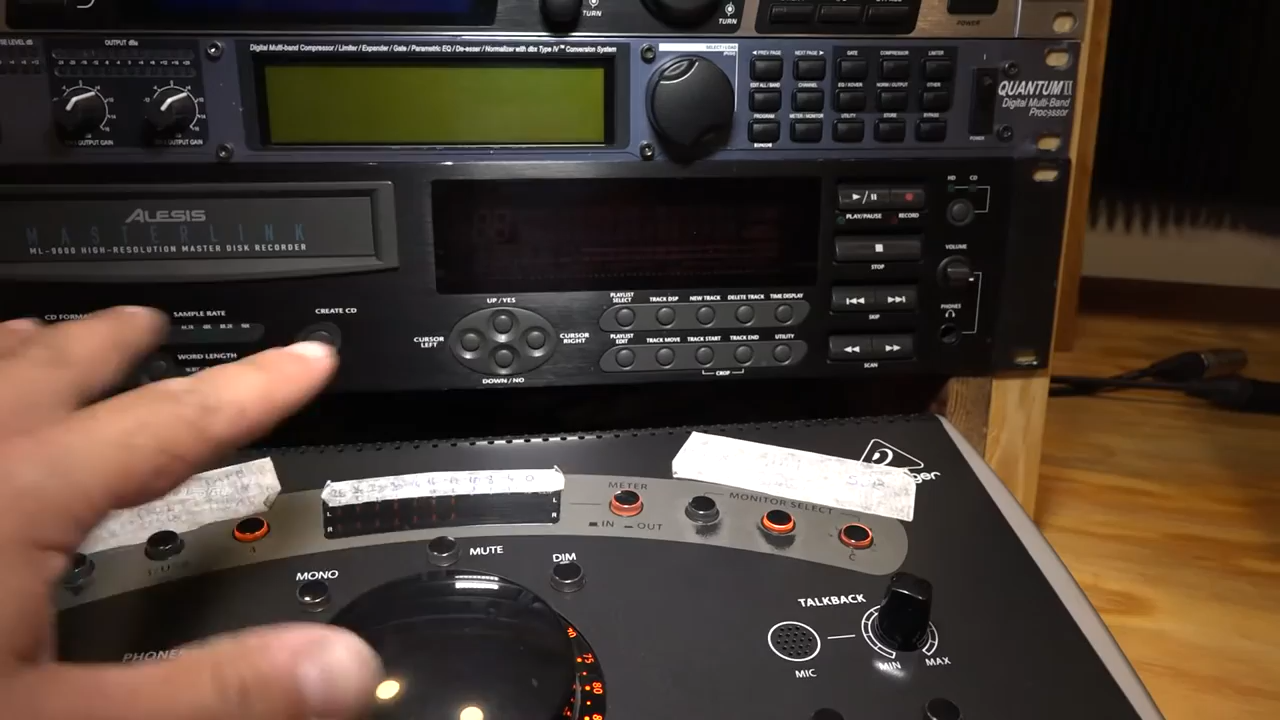 TURN
TURN
POWER
OUTPUT dBu
Digital Multi-band Compressor / Limiter / Expander / Gate / Parametric EQ / De-esser / Normalizer with dbx Type IV™ Conversion System
SELECT/LOAD
◀ PREV PAGE
NEXT PAGE ▶
GATE
COMPRESSOR
LIMITER
EDIT ALL/BAND
CHANNEL
EQ / X-OVER
NORM / OUTPUT
OTHER
PROGRAM
METER / MONITOR
UTILITY
STORE
BYPASS
OUTPUT GAIN
OUTPUT GAIN
POWER
QUANTUM II
Digital Multi-Band
Processor
ALESIS
MASTERLINK
ML-9600 HIGH-RESOLUTION MASTER DISK RECORDER
PLAY/PAUSE
RECORD
HD
CD
STOP
VOLUME
SKIP
PHONES
SCAN
SAMPLE RATE
CREATE CD
WORD LENGTH
UP / YES
CURSOR
LEFT
CURSOR
RIGHT
DOWN / NO
PLAYLIST
SELECT
TRACK DSP
NEW TRACK
DELETE TRACK
TIME DISPLAY
PLAYLIST
EDIT
TRACK MOVE
TRACK START
TRACK END
UTILITY
CROP
METER
IN
OUT
MONITOR SELECT
C
L
R
L
R
MUTE
DIM
MONO
PHONES
TALKBACK
MIC
MIN
MAX
75
80